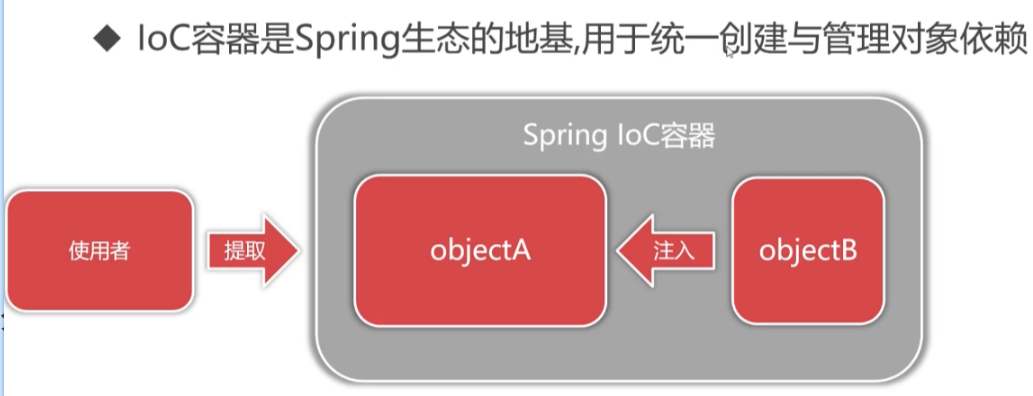 IoC容器是Spring生态的地基,用于统一创建与管理对象依赖
Spring IoC容器
使用者
提取
objectA
注入
objectB